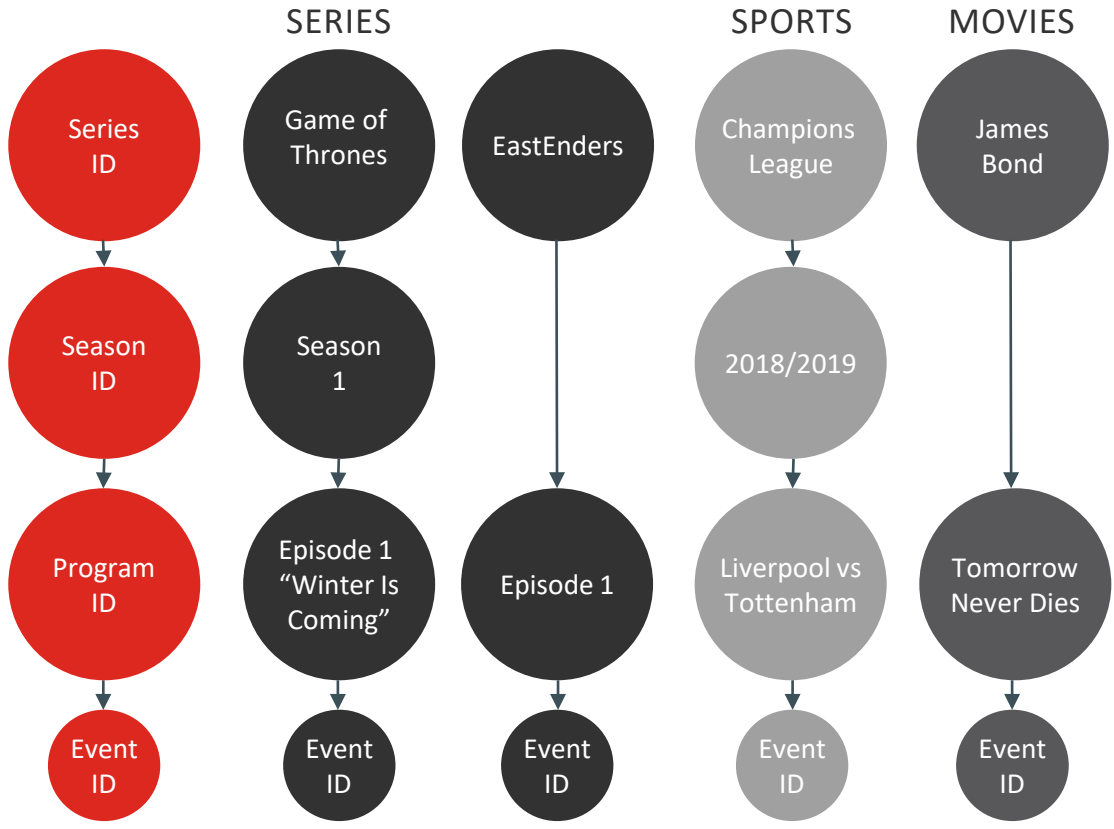 SERIES
SPORTS
MOVIES
Series
ID
Game of
Thrones
EastEnders
Champions
League
James
Bond
Season
ID
Season
1
2018/2019
Program
ID
Episode 1
“Winter Is
Coming”
Episode 1
Liverpool vs
Tottenham
Tomorrow
Never Dies
Event
ID
Event
ID
Event
ID
Event
ID
Event
ID